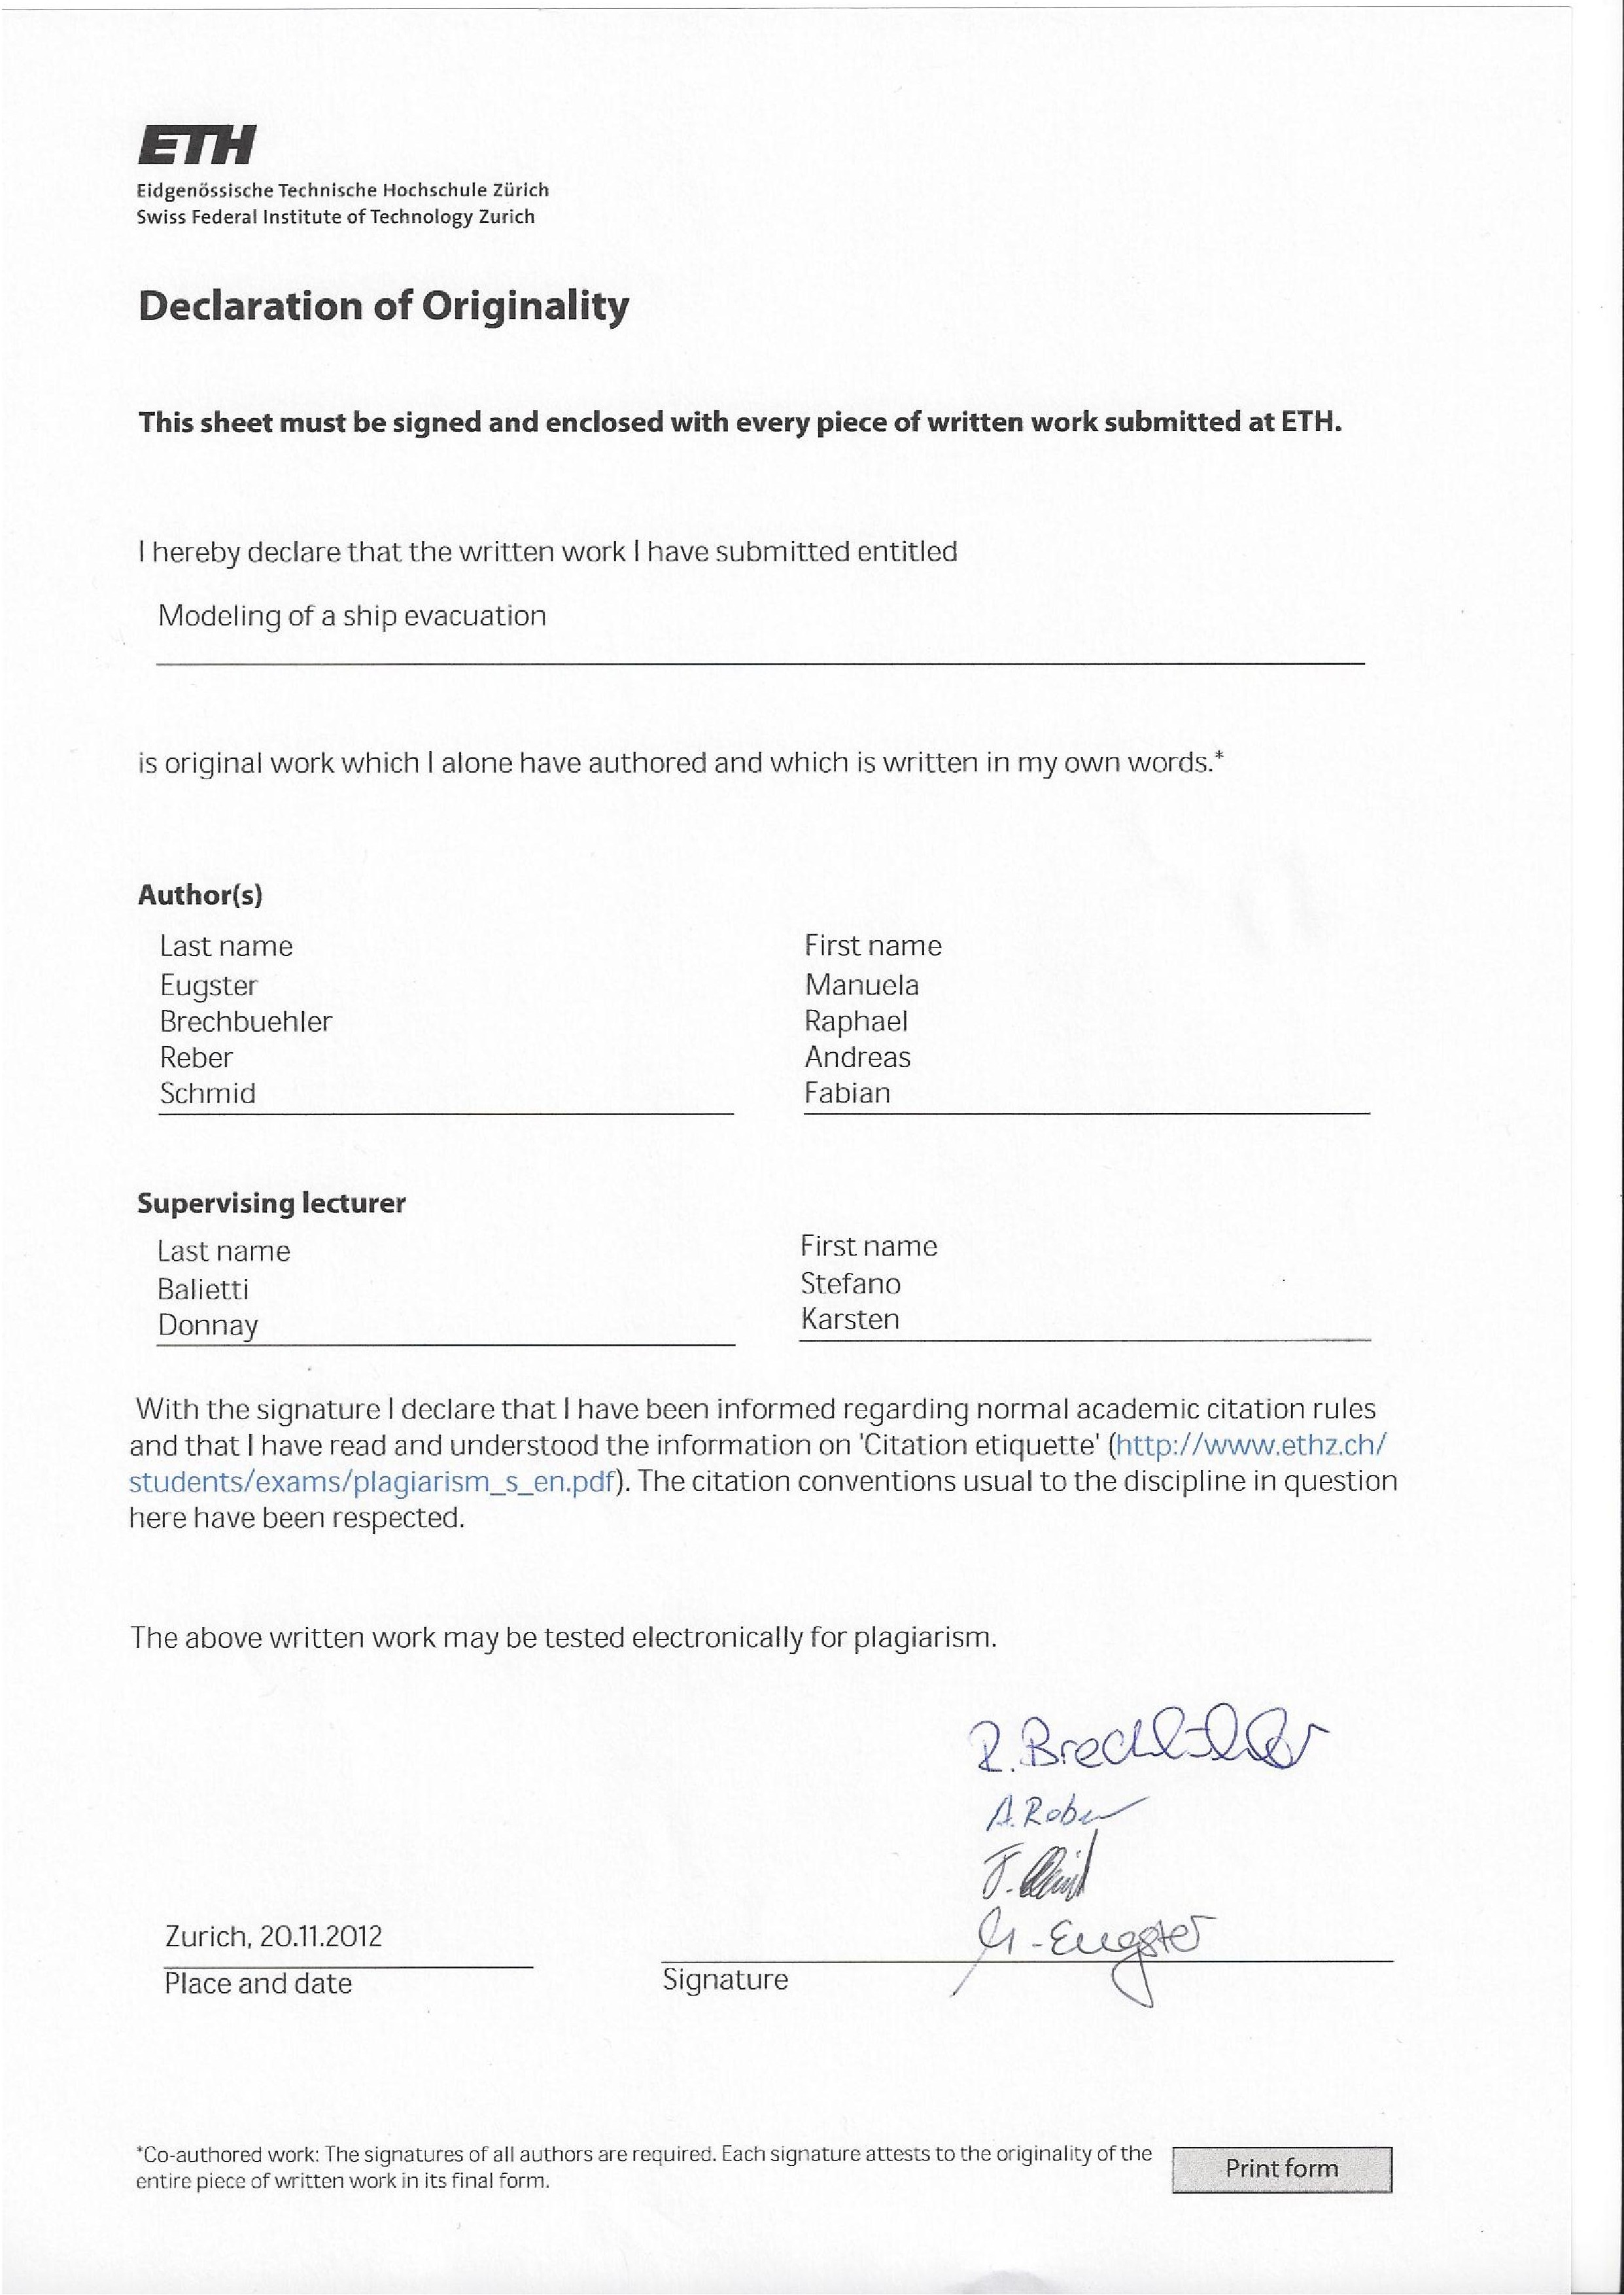 ETH
Eidgenössische Technische Hochschule Zürich
Swiss Federal Institute of Technology Zurich
Declaration of Originality
This sheet must be signed and enclosed with every piece of written work submitted at ETH.
I hereby declare that the written work I have submitted entitled
Modeling of a ship evacuation
is original work which I alone have authored and which is written in my own words.*
Author(s)
Last name First name
Eugster Manuela
Brechbuehler Raphael
Reber Andreas
Schmid Fabian
Supervising lecturer
Last name First name
Balietti Stefano
Donnay Karsten
With the signature I declare that I have been informed regarding normal academic citation rules
and that I have read and understood the information on 'Citation etiquette' (http://www.ethz.ch/
students/exams/plagiarism_s_en.pdf). The citation conventions usual to the discipline in question
here have been respected.
The above written work may be tested electronically for plagiarism.
R. Brechbühler
A. Reber
F.
M. Eugster
Zurich, 20.11.2012
Place and date Signature
*Co-authored work: The signatures of all authors are required. Each signature attests to the originality of the
entire piece of written work in its final form.
Print form